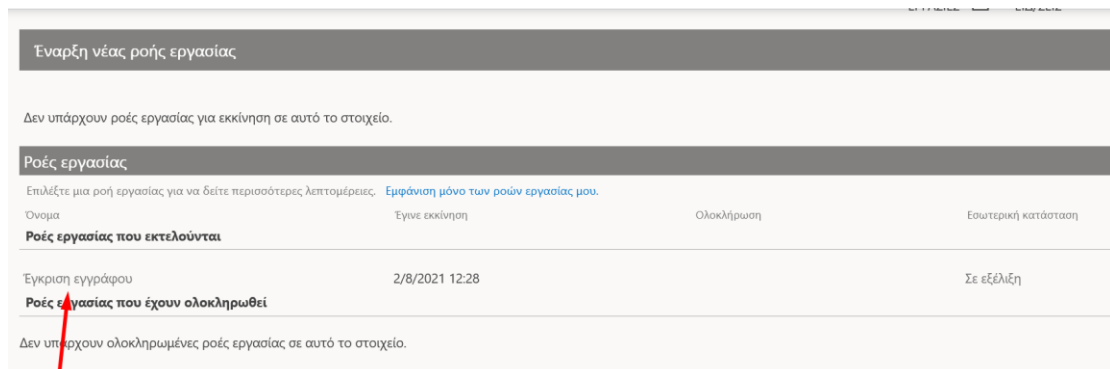 Έναρξη νέας ροής εργασίας
Δεν υπάρχουν ροές εργασίας για εκκίνηση σε αυτό το στοιχείο.
Ροές εργασίας
Επιλέξτε μια ροή εργασίας για να δείτε περισσότερες λεπτομέρειες. Εμφάνιση μόνο των ροών εργασίας μου.
Όνομα Έγινε εκκίνηση Ολοκλήρωση Εσωτερική κατάσταση
Ροές εργασίας που εκτελούνται
Έγκριση εγγράφου 2/8/2021 12:28 Σε εξέλιξη
Ροές εργασίας που έχουν ολοκληρωθεί
Δεν υπάρχουν ολοκληρωμένες ροές εργασίας σε αυτό το στοιχείο.